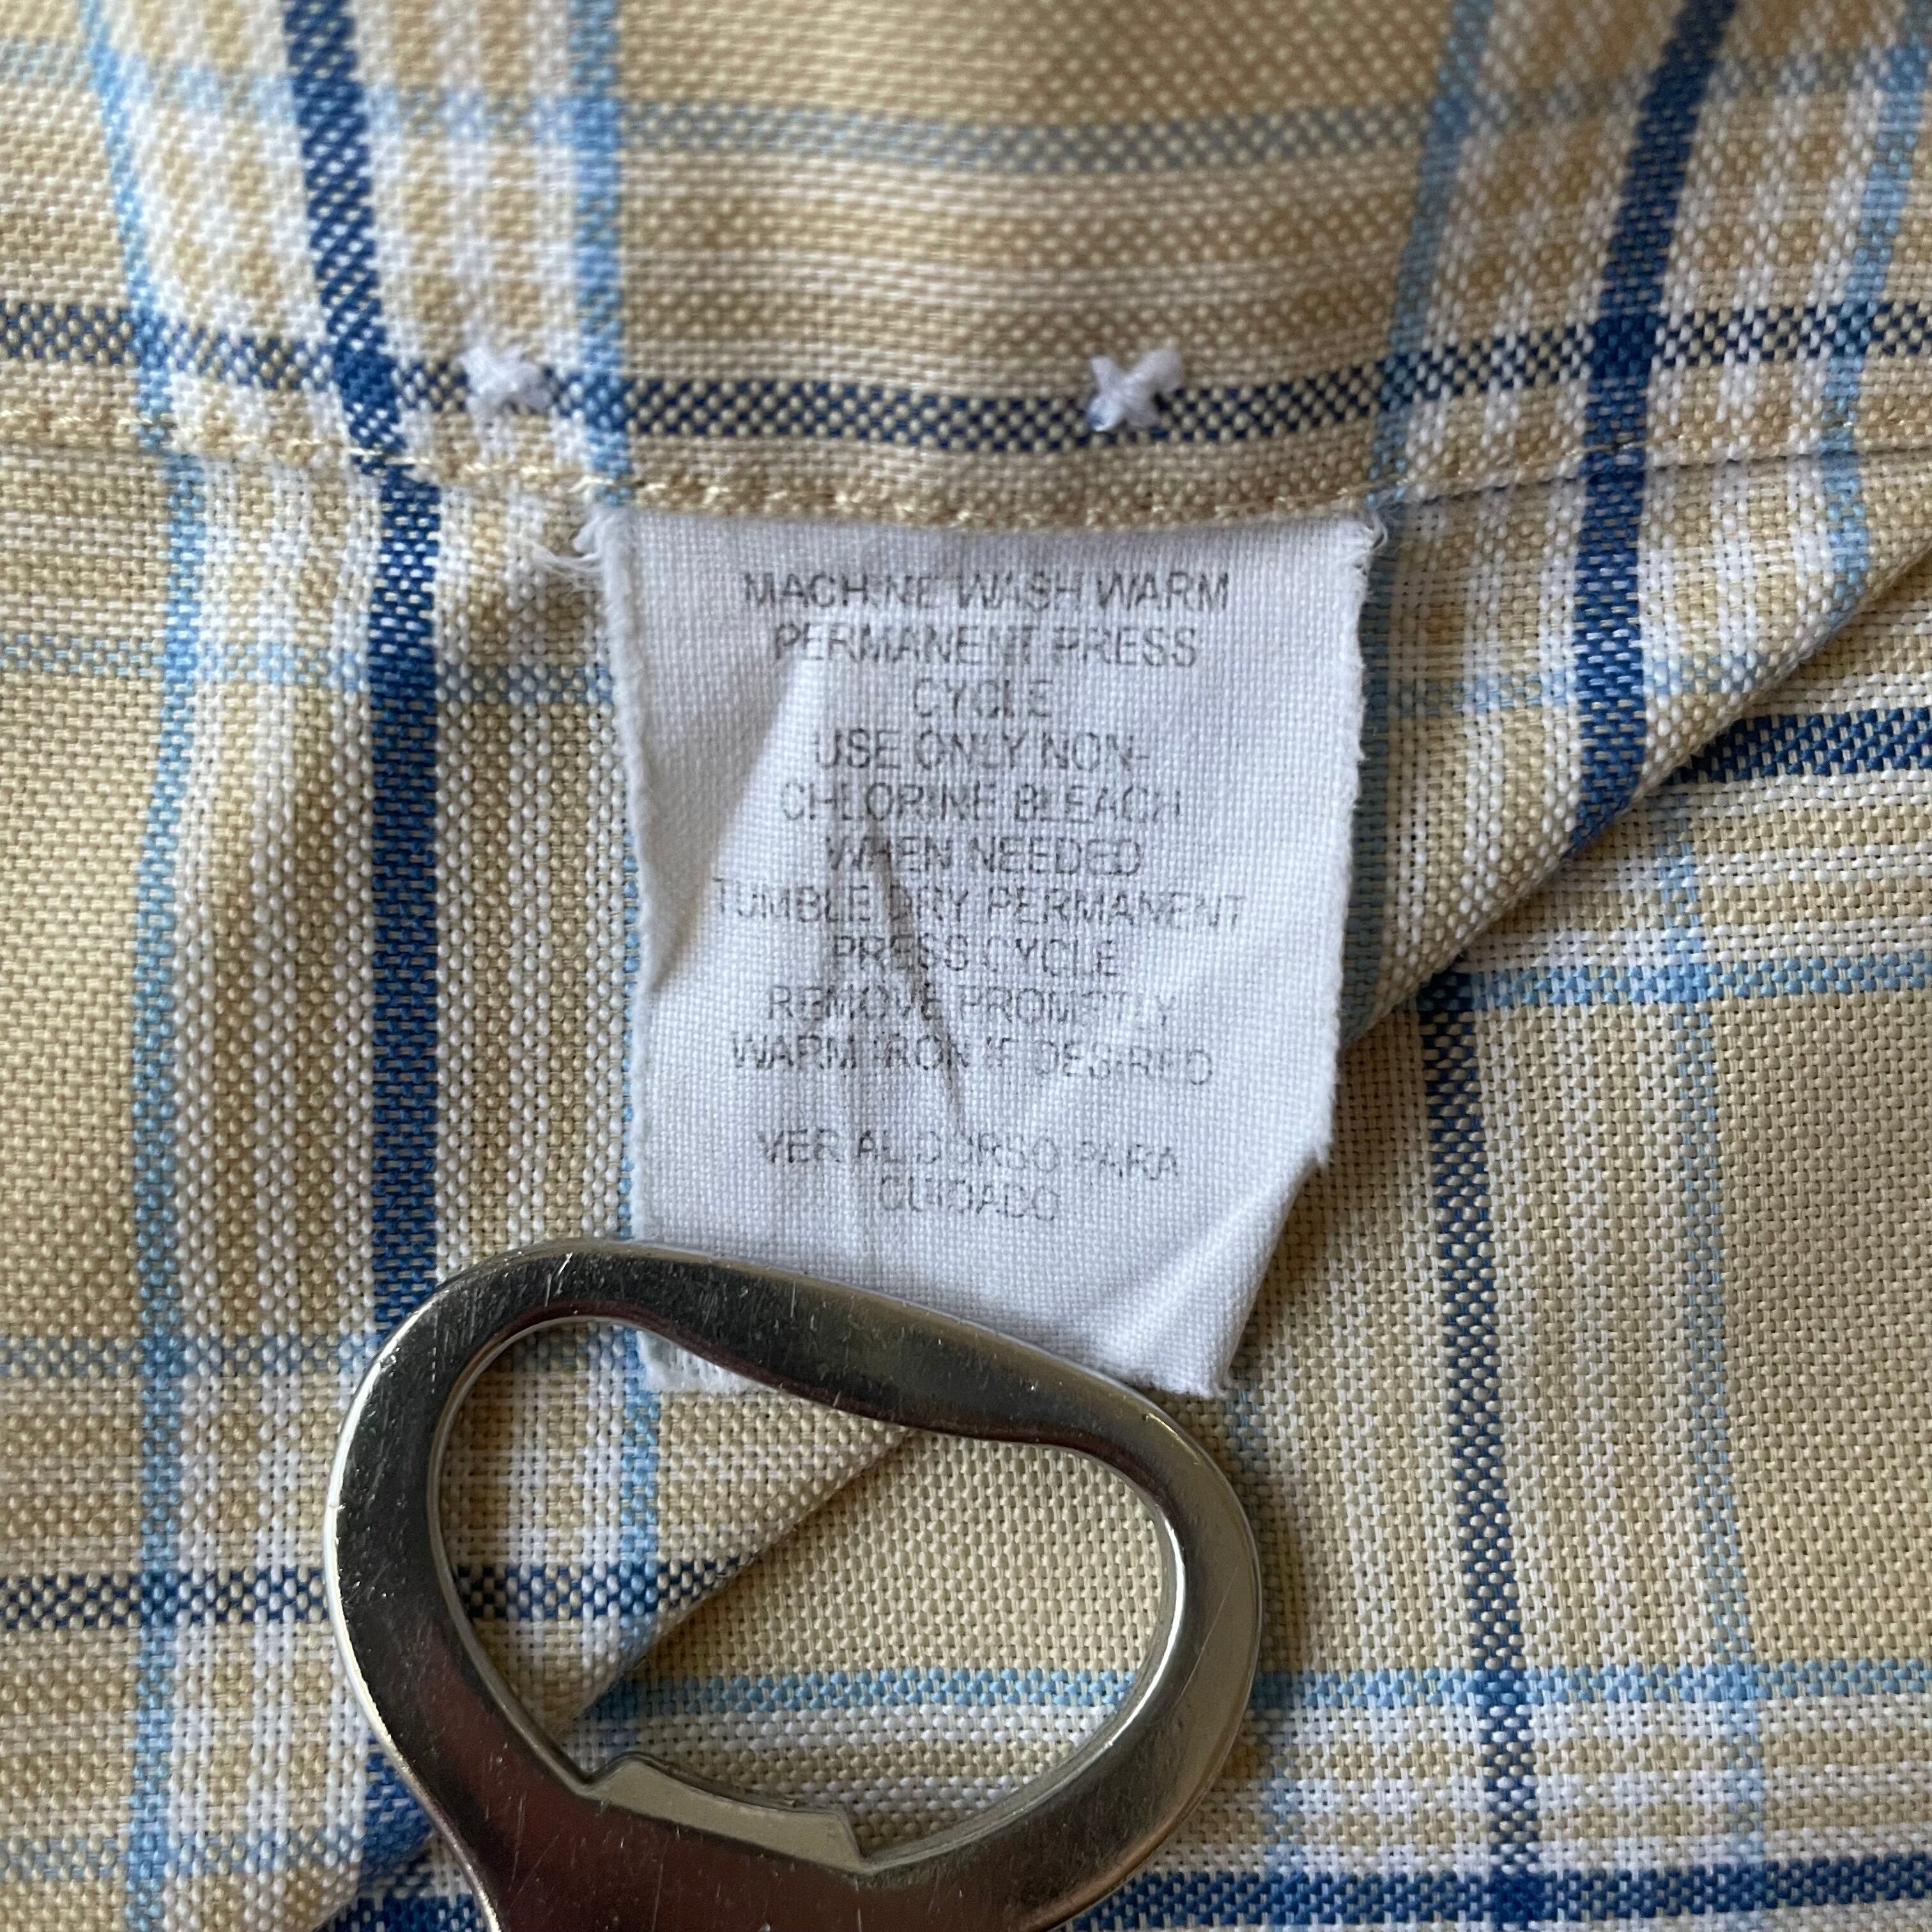 MACHINE WASH WARM
PERMANENT PRESS
CYCLE
USE ONLY NON-
CHLORINE BLEACH
WHEN NEEDED
TUMBLE DRY PERMANENT
PRESS CYCLE
REMOVE PROMPTLY
WARM IRON IF DESIRED
VER AL DORSO PARA
CUIDADO